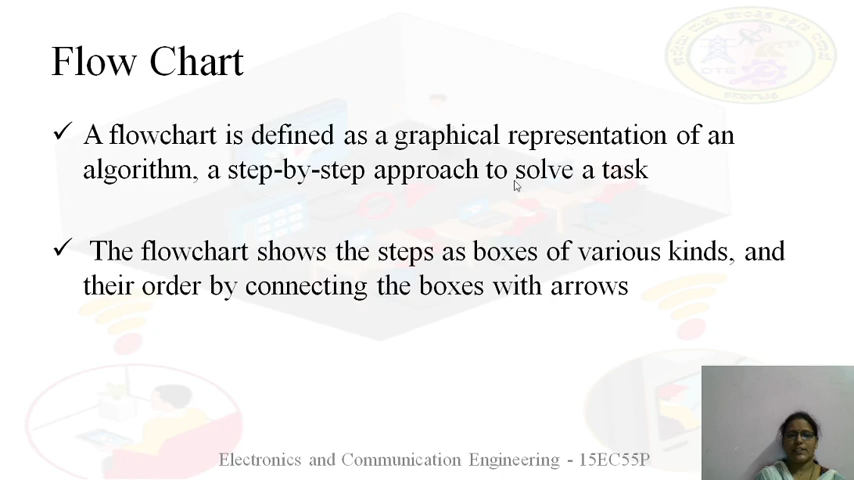 Flow Chart
✓ A flowchart is defined as a graphical representation of an
algorithm, a step-by-step approach to solve a task
✓ The flowchart shows the steps as boxes of various kinds, and
their order by connecting the boxes with arrows
Electronics and Communication Engineering - 15EC55P